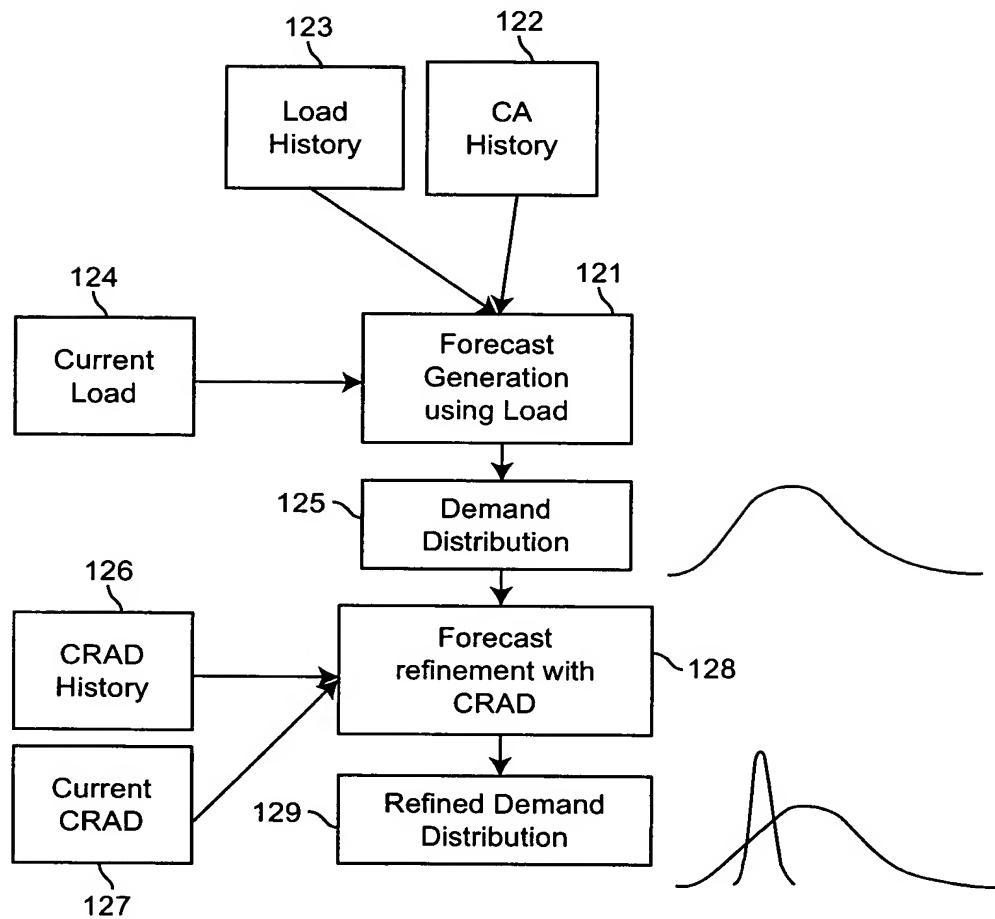 123
122
Load
History
CA
History
124
121
Current
Load
Forecast
Generation
using Load
125
Demand
Distribution
126
CRAD
History
Forecast
refinement with
CRAD
128
Current
CRAD
129
Refined Demand
Distribution
127